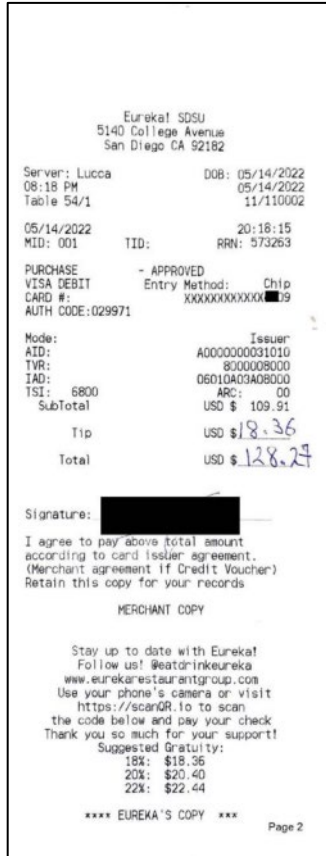 Eureka! SDSU
5140 College Avenue
San Diego CA 92182
Server: Lucca DOB: 05/14/2022
08:18 PM 05/14/2022
Table 54/1 11/110002
05/14/2022 20:18:15
MID: 001 TID: RRN: 573263
PURCHASE - APPROVED
VISA DEBIT Entry Method: Chip
CARD #: XXXXXXXXXXXX 09
AUTH CODE:029971
Mode: Issuer
AID: A0000000031010
TVR: 8000008000
IAD: 06010A03A08000
TSI: 6800 ARC: 00
SubTotal USD $ 109.91
Tip USD $ 18.36
Total USD $ 128.27
Signature:
I agree to pay above total amount
according to card issuer agreement.
(Merchant agreement if Credit Voucher)
Retain this copy for your records
MERCHANT COPY
Stay up to date with Eureka!
Follow us! @eatdrinkeureka
www.eurekarestaurantgroup.com
Use your phone's camera or visit
https://scanQR.io to scan
the code below and pay your check
Thank you so much for your support!
Suggested Gratuity:
18%: $18.36
20%: $20.40
22%: $22.44
**** EUREKA'S COPY ***
Page 2